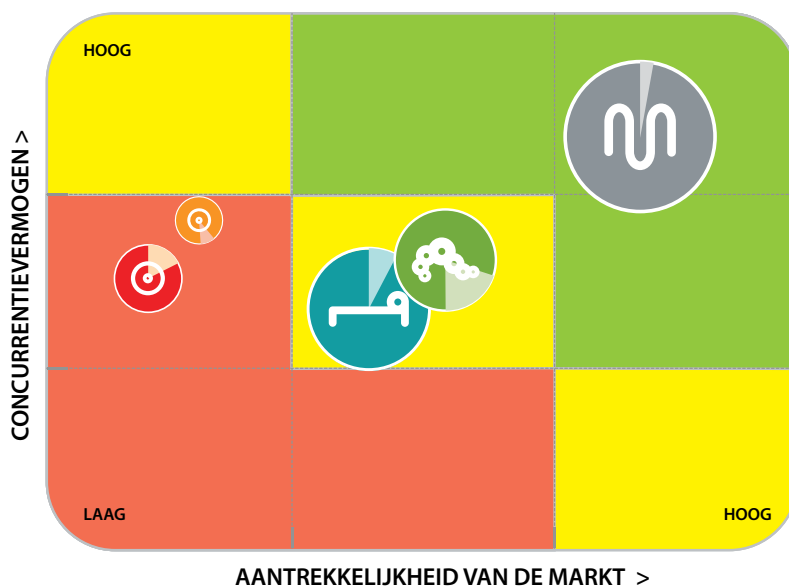 HOOG
CONCURRENTIEVERMOGEN >
LAAG
HOOG
AANTREKKELIJKHEID VAN DE MARKT >